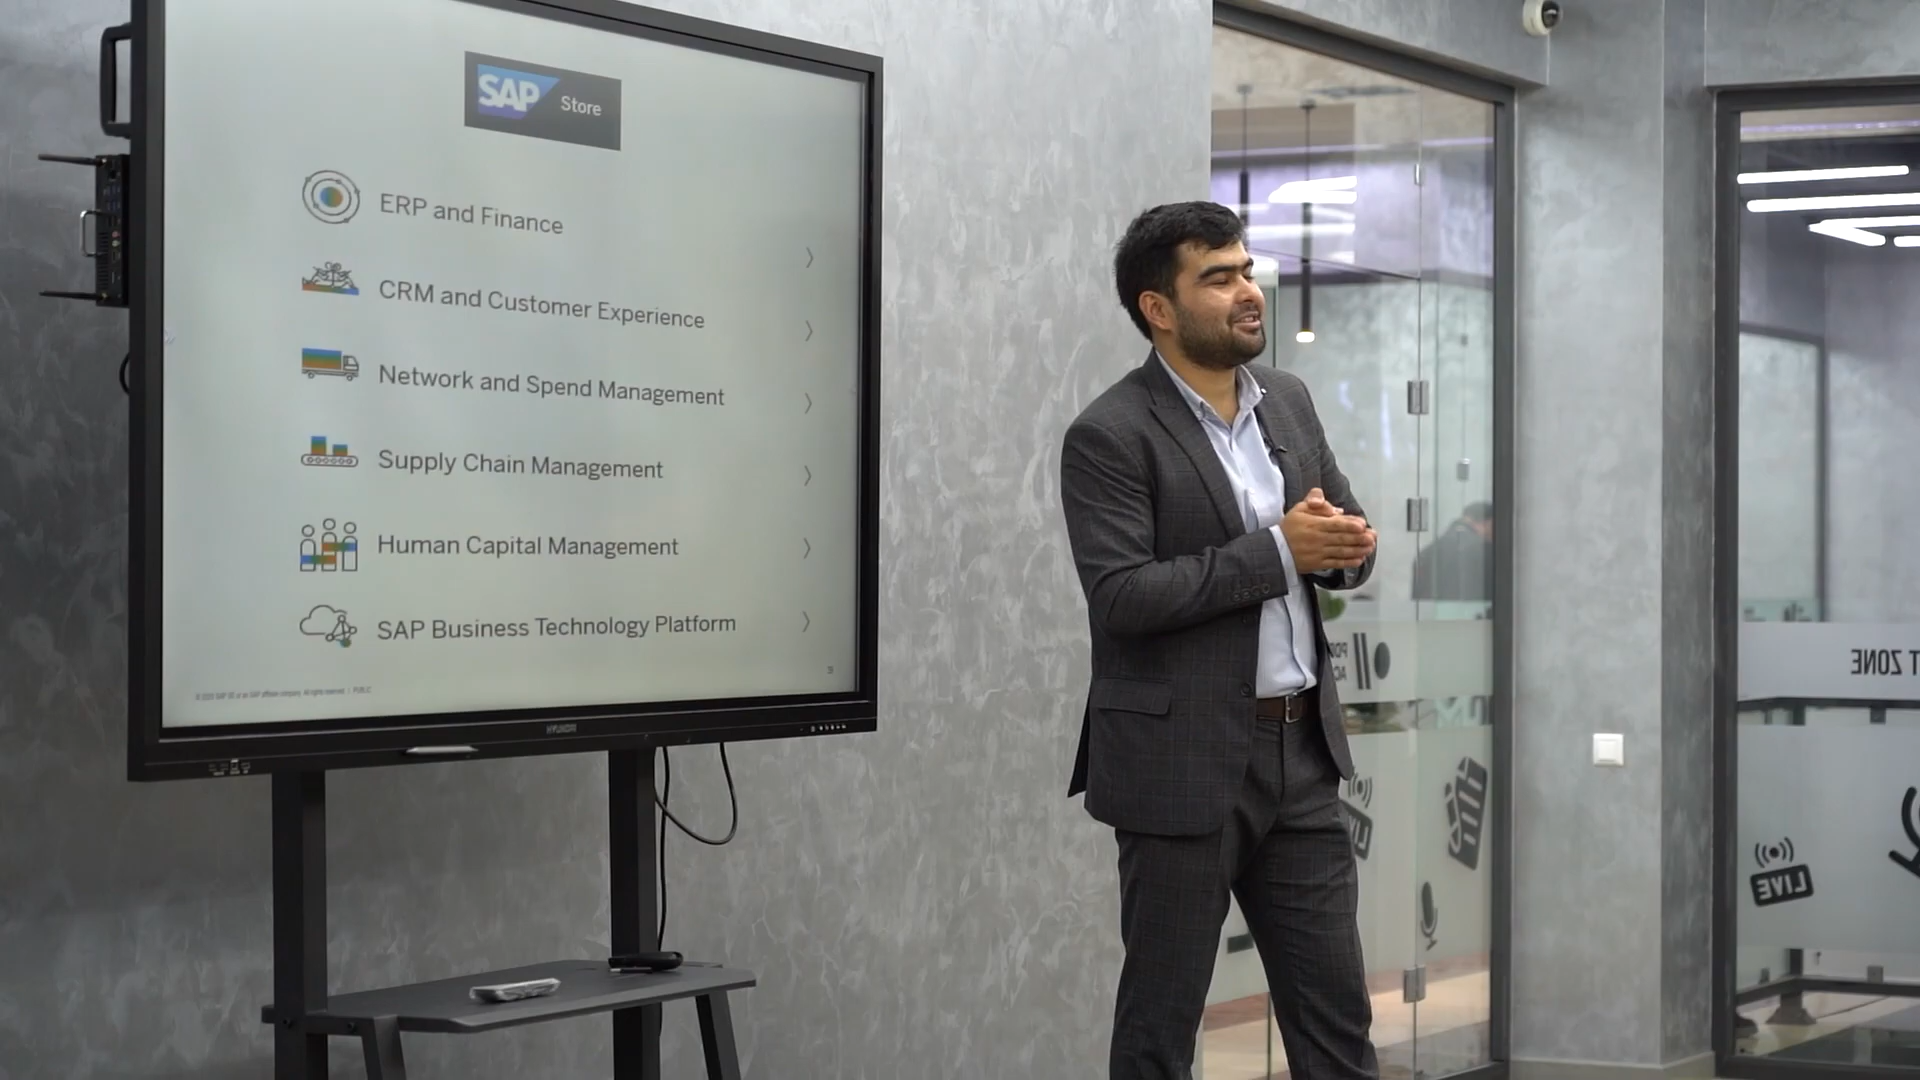 SAP Store
ERP and Finance
CRM and Customer Experience
Network and Spend Management
Supply Chain Management
Human Capital Management
SAP Business Technology Platform
HYUNDAI
LIVE
T ZONE
LIVE